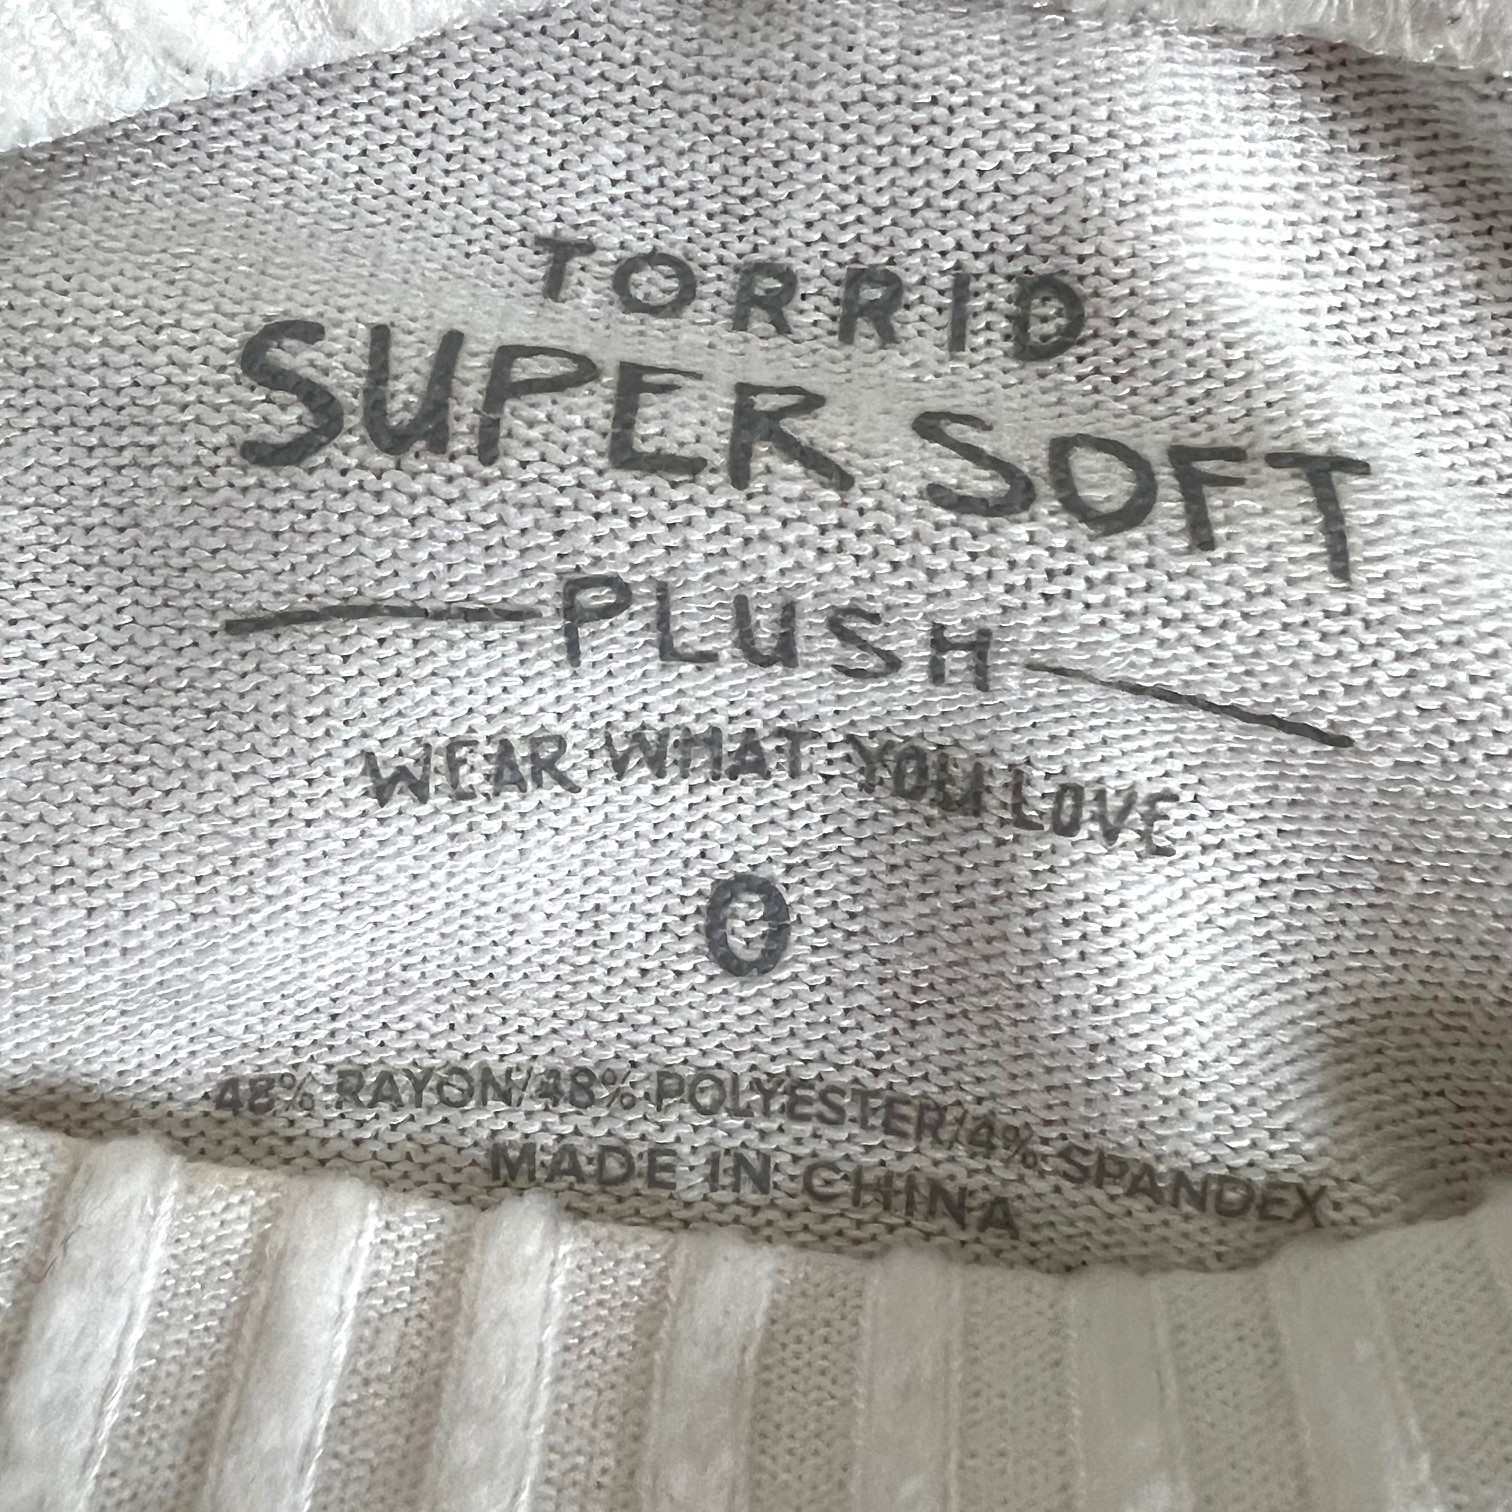 TORRID
SUPER SOFT
PLUSH
WEAR WHAT YOU LOVE
0
48% RAYON/48% POLYESTER/4% SPANDEX
MADE IN CHINA